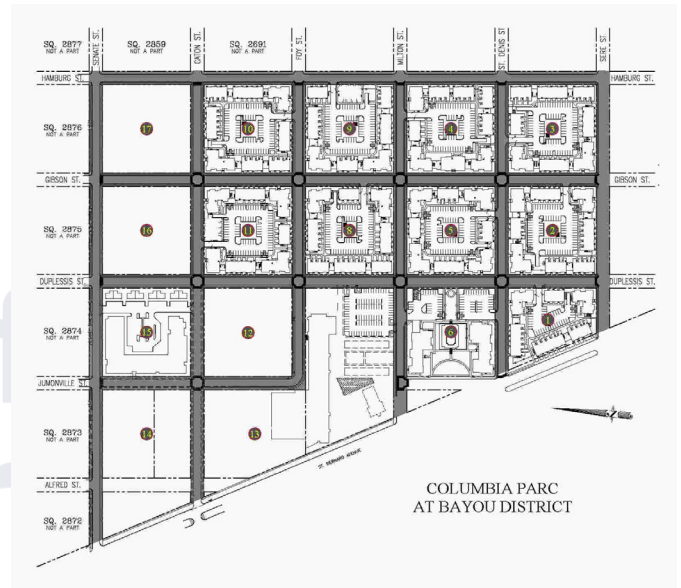 SQ. 2877
NOT A PART
SQ. 2859
NOT A PART
SQ. 2691
NOT A PART
SENATE ST.
CATON ST.
FOY ST.
MILTON ST.
ST. DENIS ST.
SERE ST.
HAMBURG ST.
HAMBURG ST.
SQ. 2876
NOT A PART
17
10
9
4
3
GIBSON ST.
GIBSON ST.
SQ. 2875
NOT A PART
16
11
8
5
2
DUPLESSIS ST.
DUPLESSIS ST.
SQ. 2874
NOT A PART
15
12
6
1
JUMONVILLE ST.
SQ. 2873
NOT A PART
14
13
ST. BERNARD AVENUE
ALFRED ST.
SQ. 2872
NOT A PART
COLUMBIA PARC
AT BAYOU DISTRICT